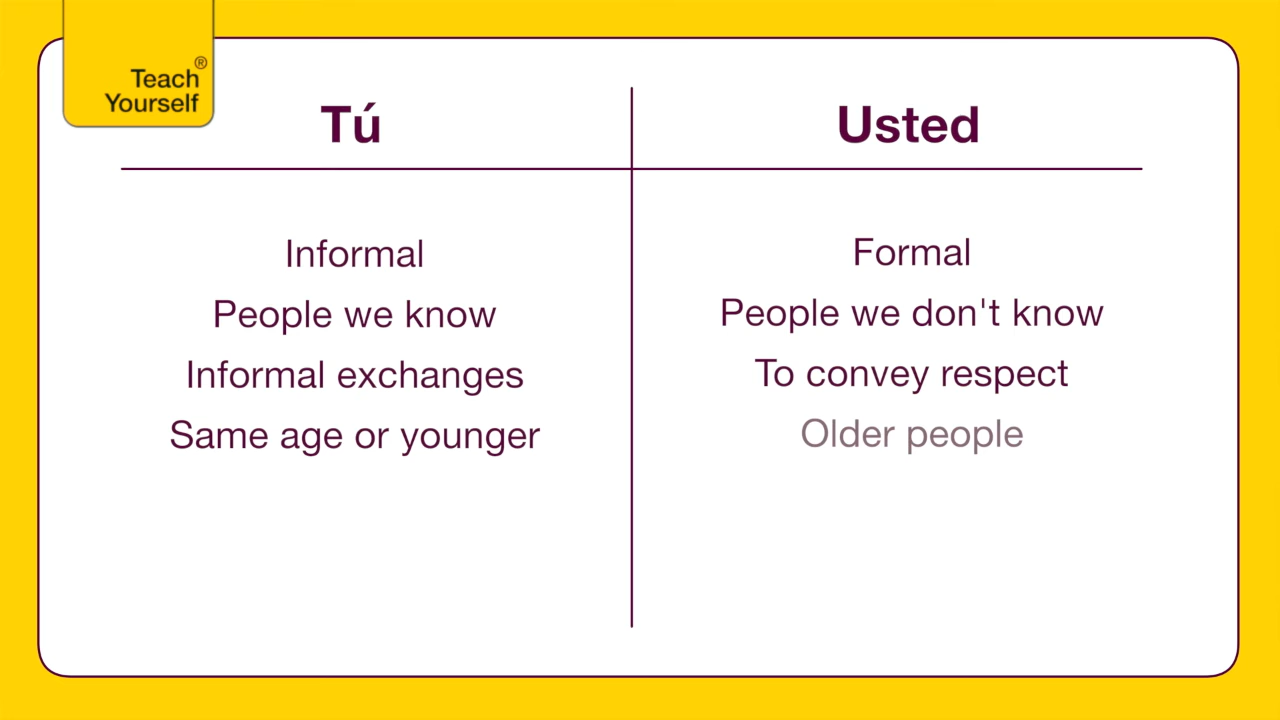 Teach
Yourself®
Tú
Usted
Informal
People we know
Informal exchanges
Same age or younger
Formal
People we don't know
To convey respect
Older people